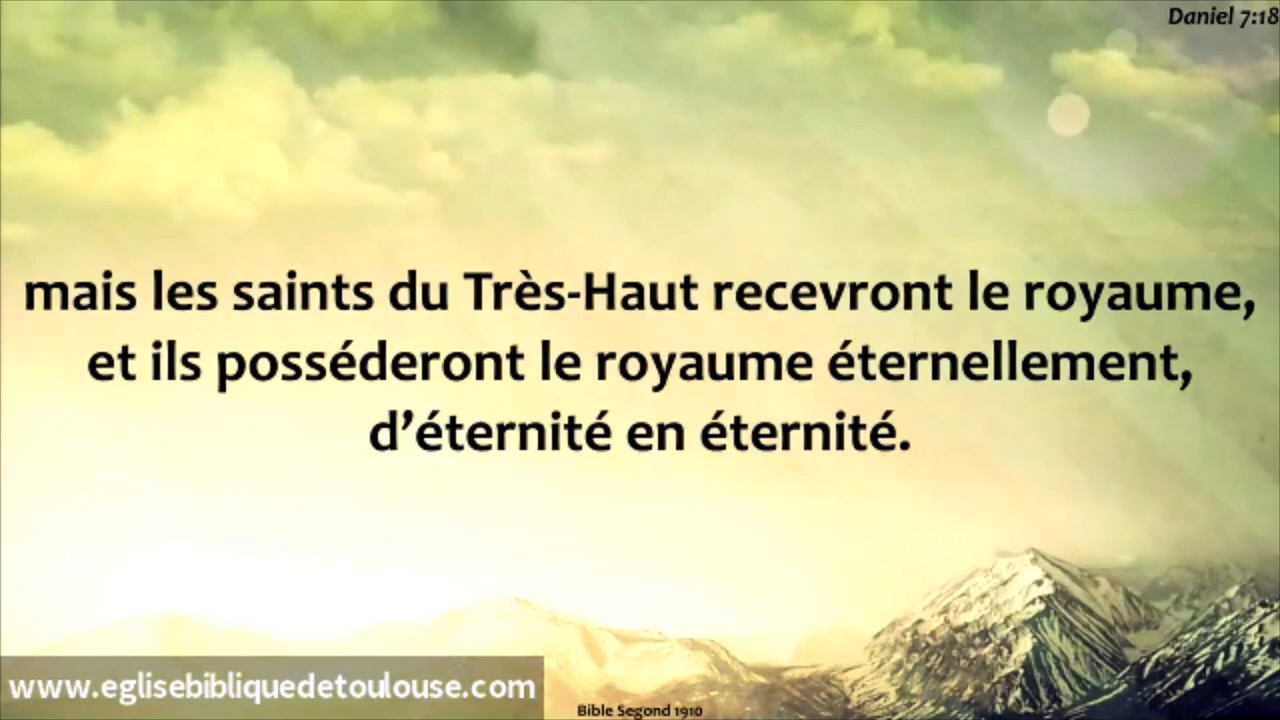 Daniel 7:18
mais les saints du Très-Haut recevront le royaume,
et ils posséderont le royaume éternellement,
d’éternité en éternité.
www.eglisebibliquedetoulouse.com
Bible Segond 1910